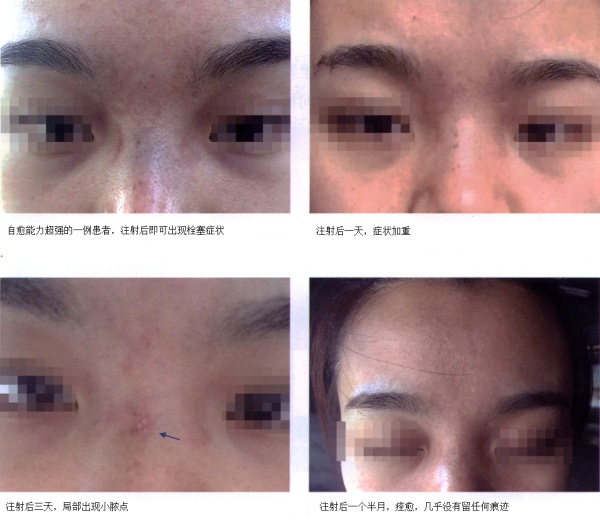 自愈能力超强的一例患者，注射后即可出现栓塞症状
注射后一天，症状加重
注射后三天，局部出现小脓点
注射后一个半月，痊愈，几乎没有留任何痕迹